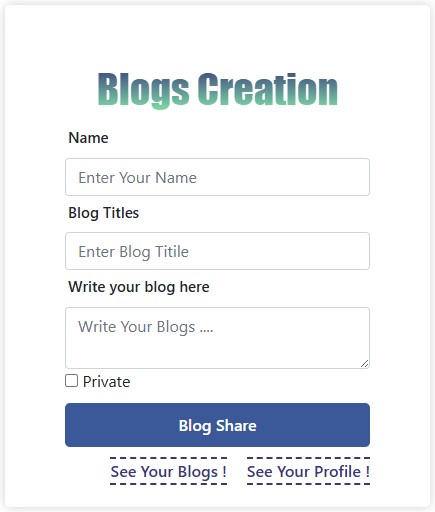 Blogs Creation
Name
Enter Your Name
Blog Titles
Enter Blog Titile
Write your blog here
Write Your Blogs ....
Private
Blog Share
See Your Blogs ! See Your Profile !